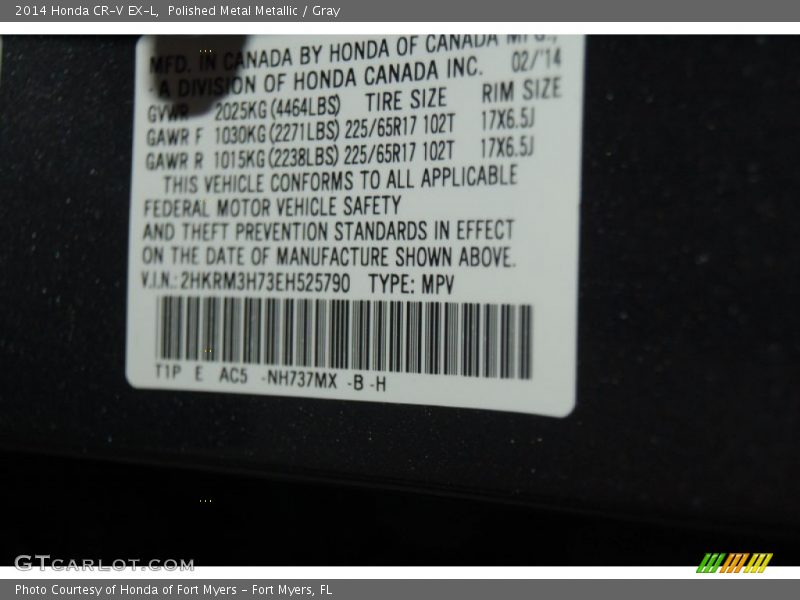 2014 Honda CR-V EX-L, Polished Metal Metallic / Gray
MFD. IN CANADA BY HONDA OF CANADA MFG.,
A DIVISION OF HONDA CANADA INC. 02/'14
GVWR 2025KG(4464LBS) TIRE SIZE RIM SIZE
GAWR F 1030KG(2271LBS) 225/65R17 102T 17X6.5J
GAWR R 1015KG(2238LBS) 225/65R17 102T 17X6.5J
THIS VEHICLE CONFORMS TO ALL APPLICABLE
FEDERAL MOTOR VEHICLE SAFETY
AND THEFT PREVENTION STANDARDS IN EFFECT
ON THE DATE OF MANUFACTURE SHOWN ABOVE.
V.I.N.: 2HKRM3H73EH525790 TYPE: MPV
T1P E AC5 -NH737MX -B -H
GTcarlot.com
Photo Courtesy of Honda of Fort Myers - Fort Myers, FL